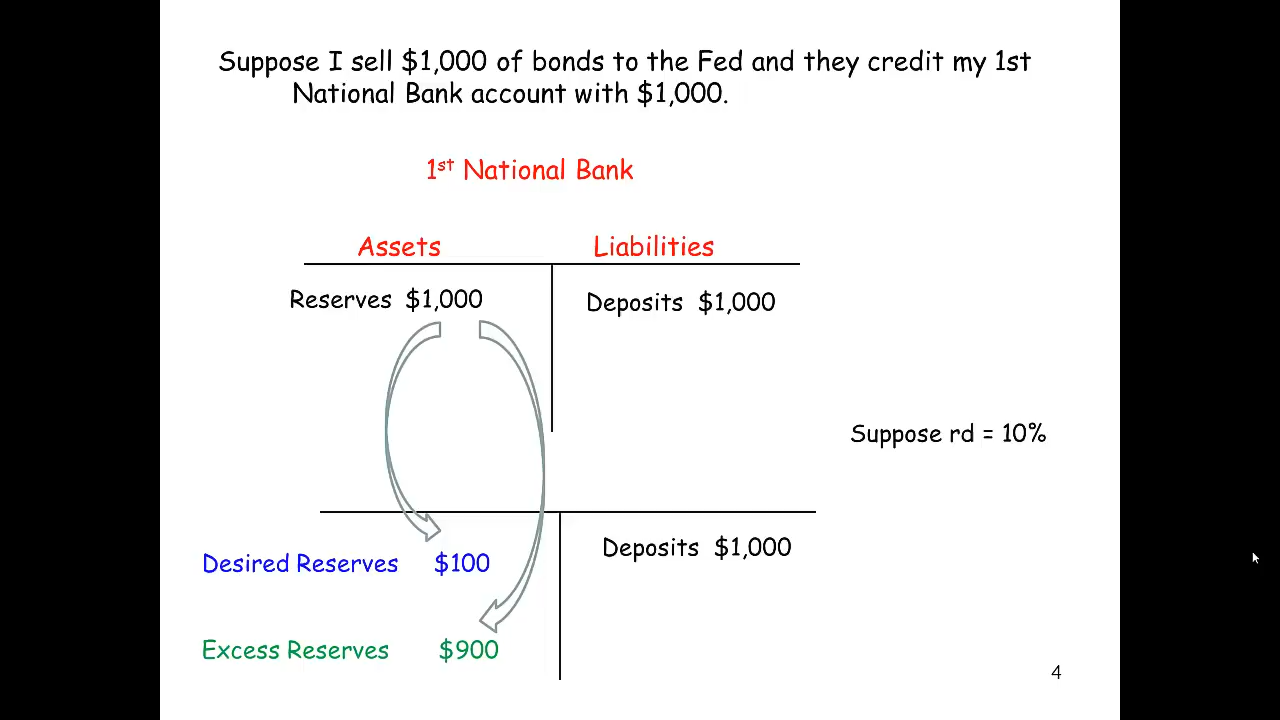 Suppose I sell $1,000 of bonds to the Fed and they credit my 1st
National Bank account with $1,000.
1st National Bank
Assets Liabilities
Reserves $1,000 Deposits $1,000
Suppose rd = 10%
Deposits $1,000
Desired Reserves $100
Excess Reserves $900
4